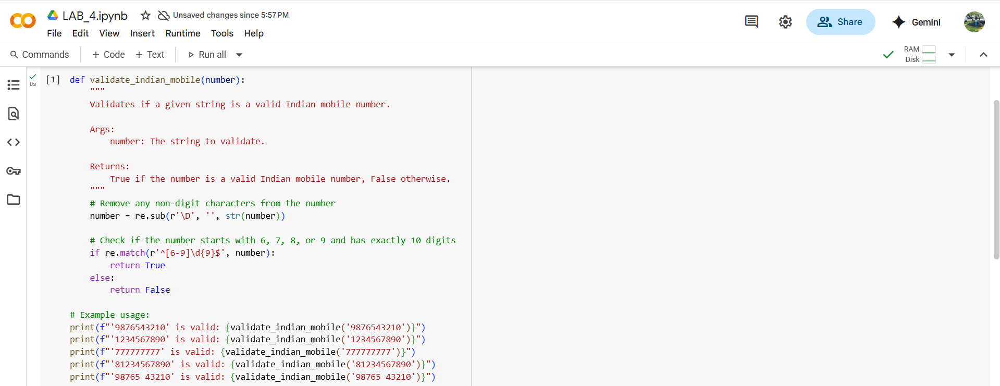 LAB_4.ipynb
Unsaved changes since 5:57 PM
File Edit View Insert Runtime Tools Help
Share
Gemini
Commands
+ Code + Text
Run all
RAM
Disk
0s
[1] def validate_indian_mobile(number):
    """
    Validates if a given string is a valid Indian mobile number.

    Args:
        number: The string to validate.

    Returns:
        True if the number is a valid Indian mobile number, False otherwise.
    """
    # Remove any non-digit characters from the number
    number = re.sub(r'\D', '', str(number))

    # Check if the number starts with 6, 7, 8, or 9 and has exactly 10 digits
    if re.match(r'^[6-9]\d{9}$', number):
        return True
    else:
        return False

# Example usage:
print(f"'9876543210' is valid: {validate_indian_mobile('9876543210')}")
print(f"'1234567890' is valid: {validate_indian_mobile('1234567890')}")
print(f"'777777777' is valid: {validate_indian_mobile('777777777')}")
print(f"'81234567890' is valid: {validate_indian_mobile('81234567890')}")
print(f"'98765 43210' is valid: {validate_indian_mobile('98765 43210')}")